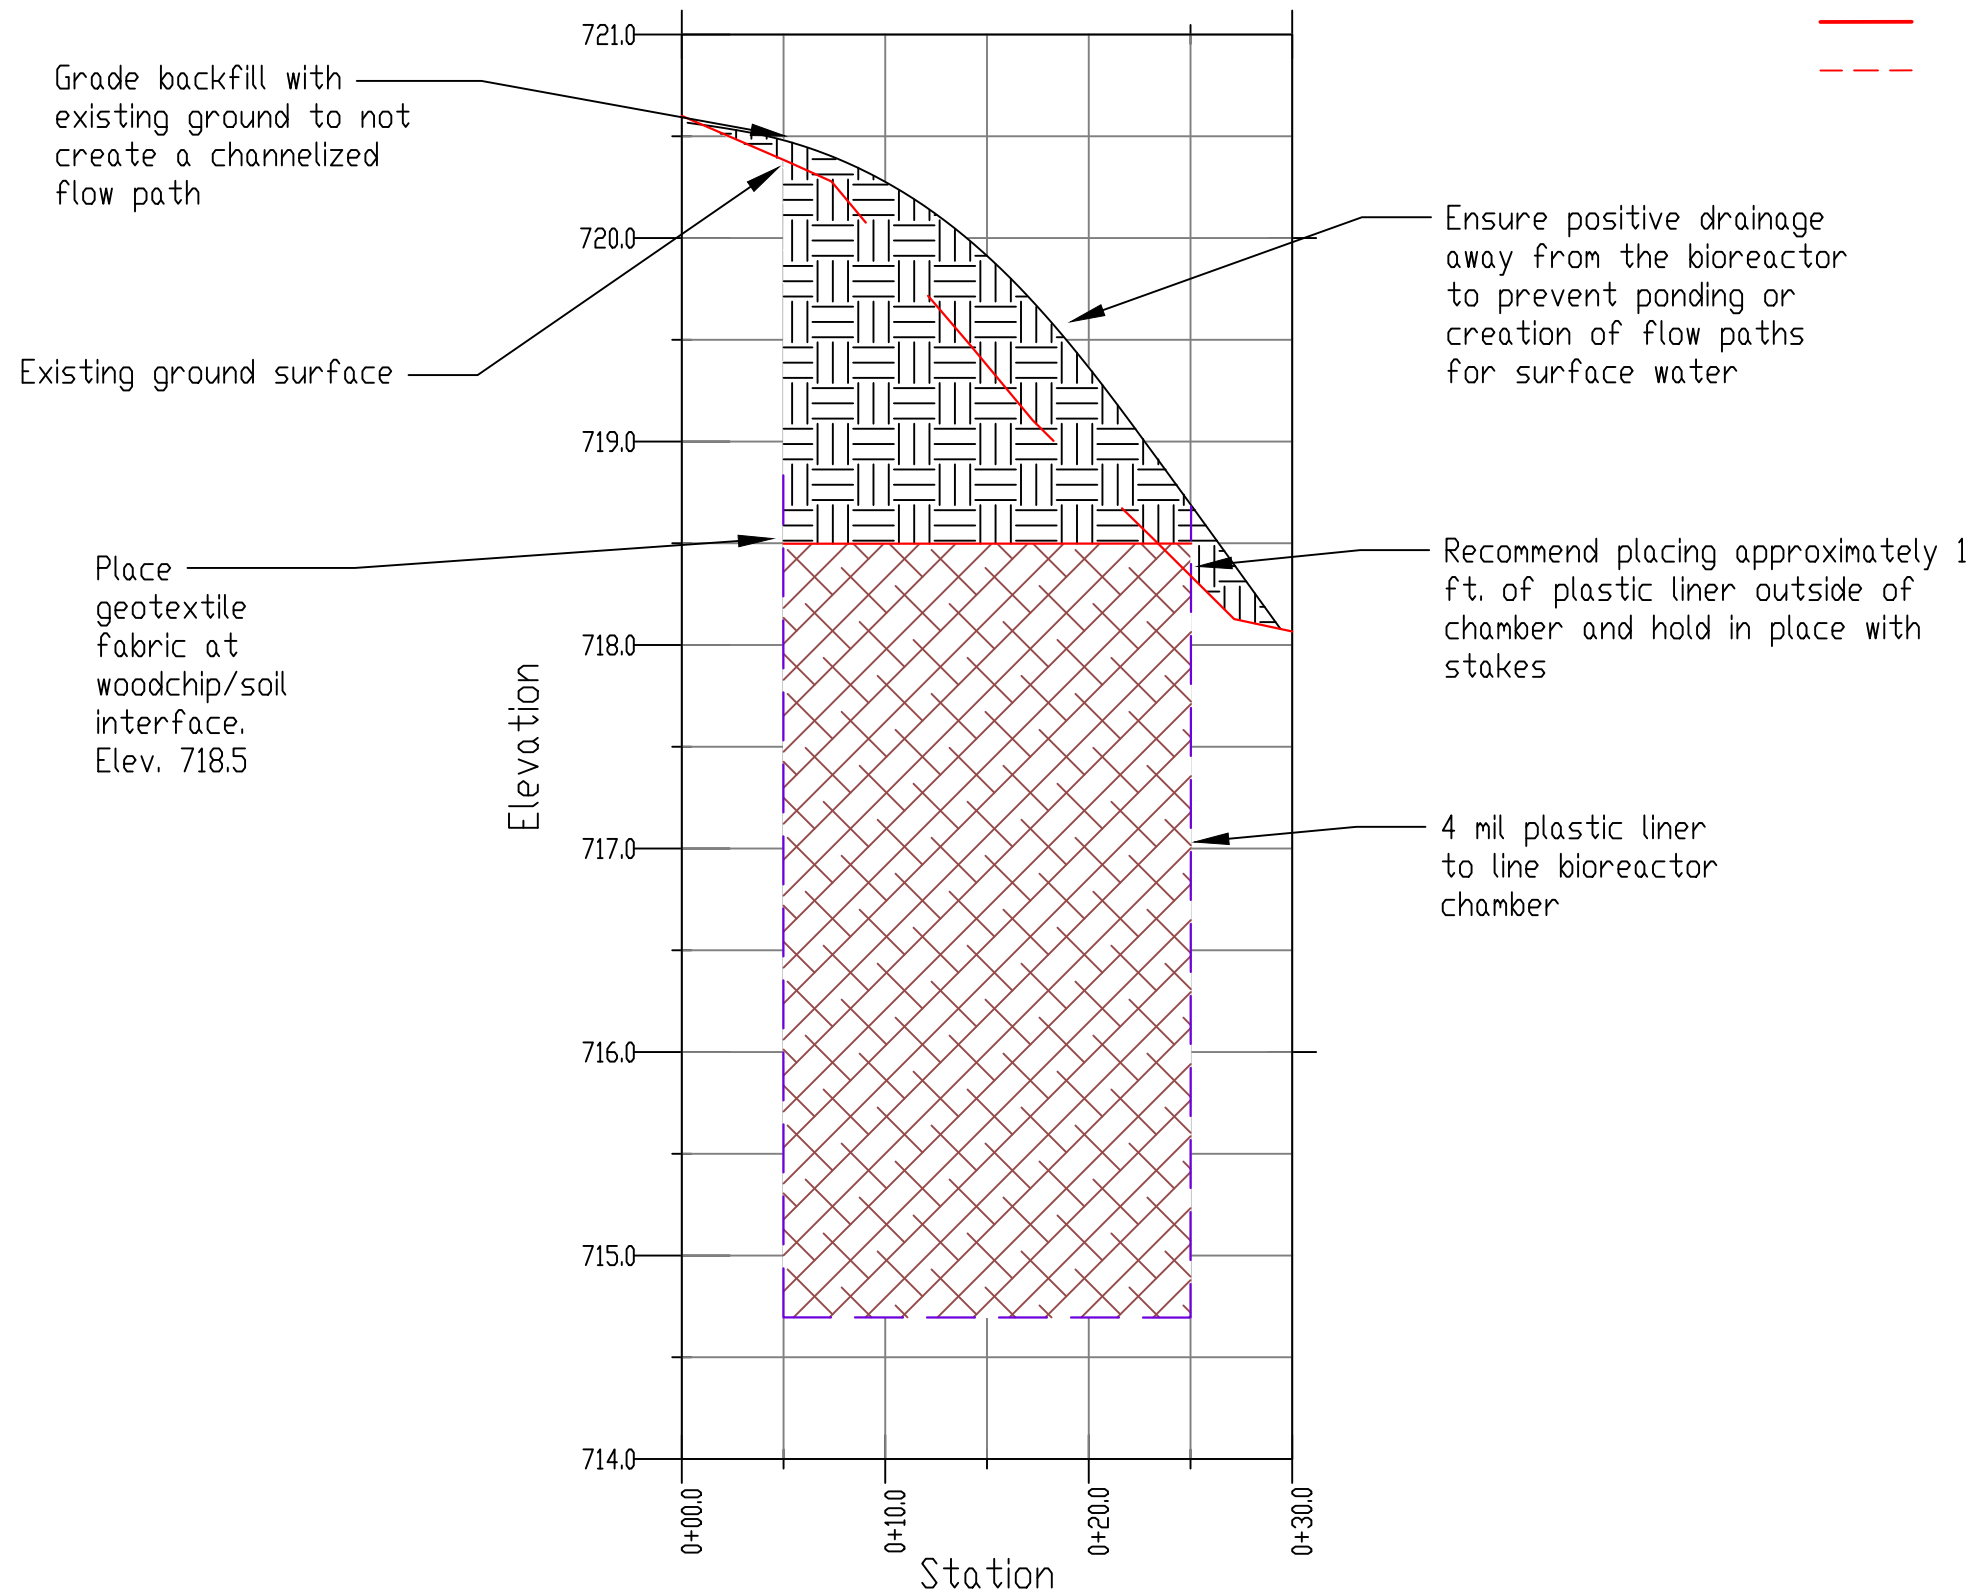 721.0
Grade backfill with
existing ground to not
create a channelized
flow path
720.0
Ensure positive drainage
away from the bioreactor
to prevent ponding or
creation of flow paths
for surface water
Existing ground surface
719.0
Place
geotextile
fabric at
woodchip/soil
interface.
Elev. 718.5
Recommend placing approximately 1
ft. of plastic liner outside of
chamber and hold in place with
stakes
718.0
Elevation
717.0
4 mil plastic liner
to line bioreactor
chamber
716.0
715.0
714.0
0+00.0
0+10.0
0+20.0
0+30.0
Station